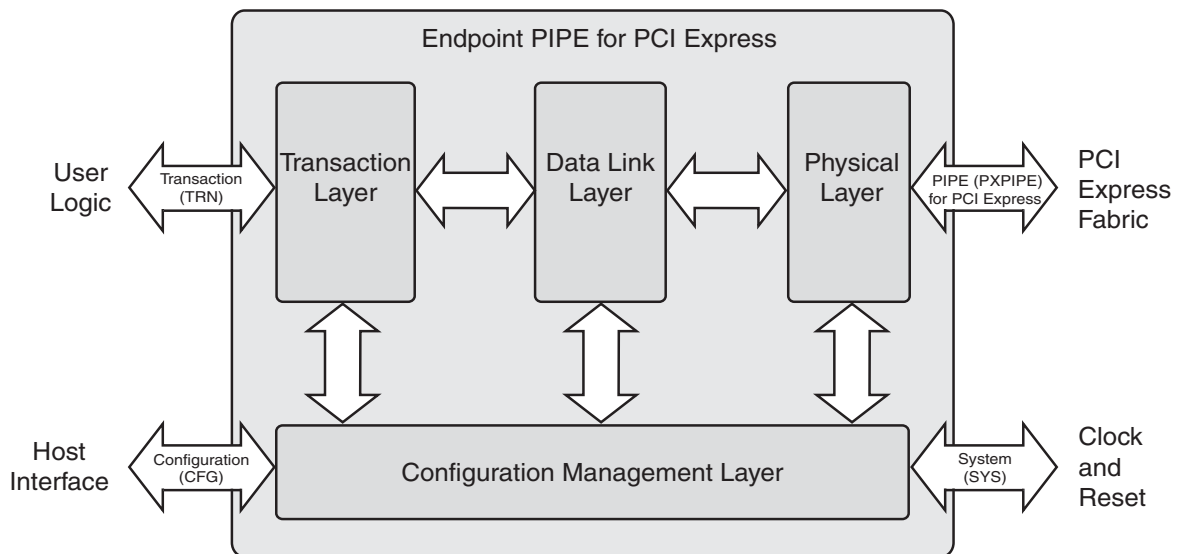 Endpoint PIPE for PCI Express
User
Logic
Transaction
(TRN)
Transaction
Layer
Data Link
Layer
Physical
Layer
PIPE (PXPIPE)
for PCI Express
PCI
Express
Fabric
Host
Interface
Configuration
(CFG)
Configuration Management Layer
System
(SYS)
Clock
and
Reset